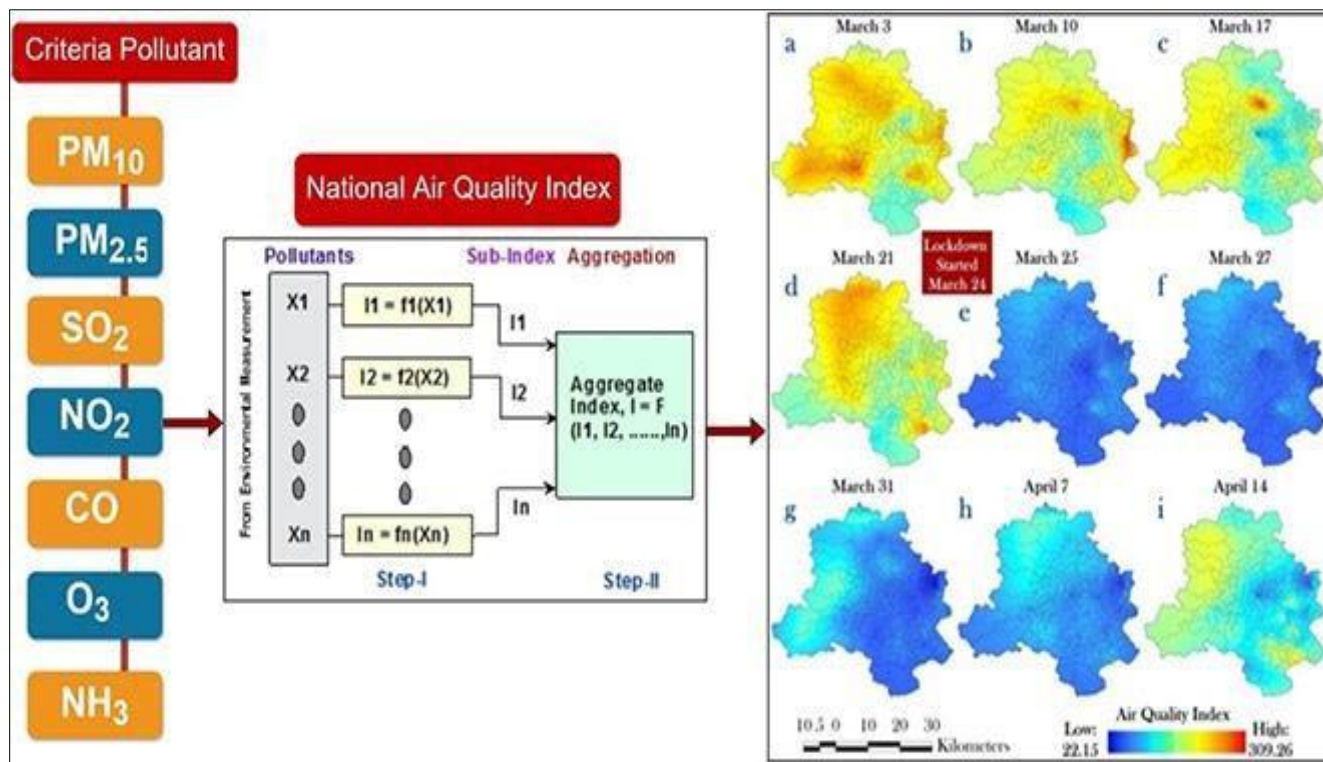 Criteria Pollutant
PM10
PM2.5
SO2
NO2
CO
O3
NH3
National Air Quality Index
Pollutants
Sub-Index
Aggregation
From Environmental Measurement
X1
I1 = f1(X1)
I1
X2
I2 = f2(X2)
I2
Aggregate
Index, I = F
(I1, I2, ......,In)
Xn
In = fn(Xn)
In
Step-I
Step-II
March 3
a
March 10
b
March 17
c
March 21
d
Lockdown
Started
March 24
March 25
e
March 27
f
March 31
g
April 7
h
April 14
i
10.5 0 10 20 30
Kilometers
Air Quality Index
Low:
22.15
High:
309.26